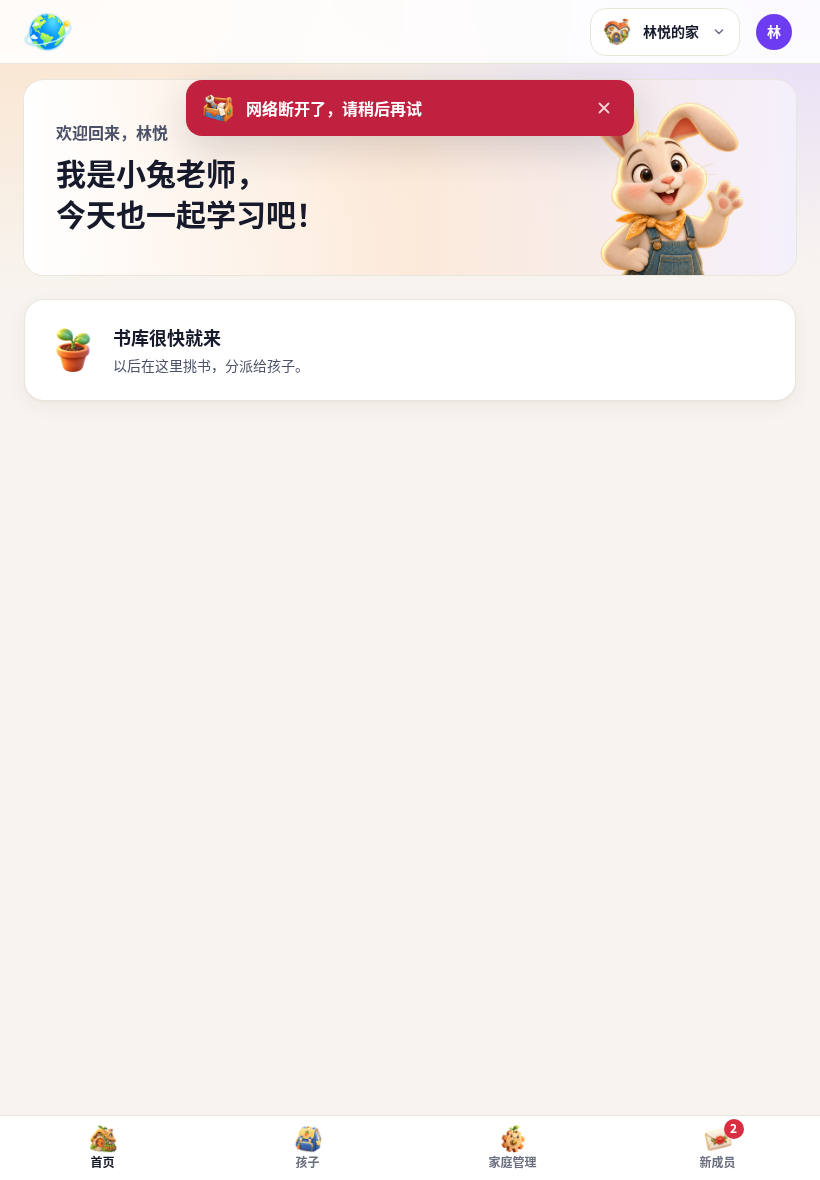 林悦的家
林
网络断开了，请稍后再试
欢迎回来，林悦
我是小兔老师，
今天也一起学习吧！
书库很快就来
以后在这里挑书，分派给孩子。
首页
孩子
家庭管理
2
新成员